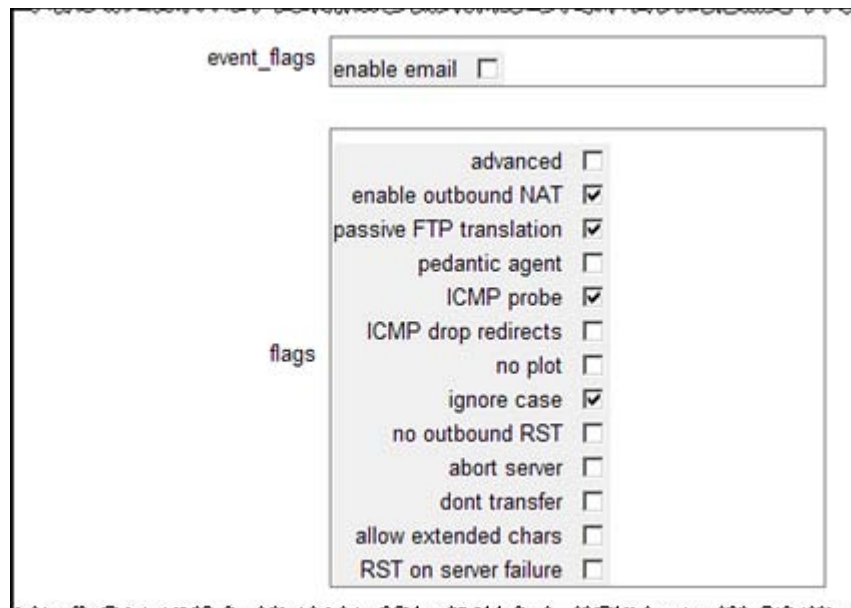 event_flags
enable email
flags
advanced
enable outbound NAT
passive FTP translation
pedantic agent
ICMP probe
ICMP drop redirects
no plot
ignore case
no outbound RST
abort server
dont transfer
allow extended chars
RST on server failure